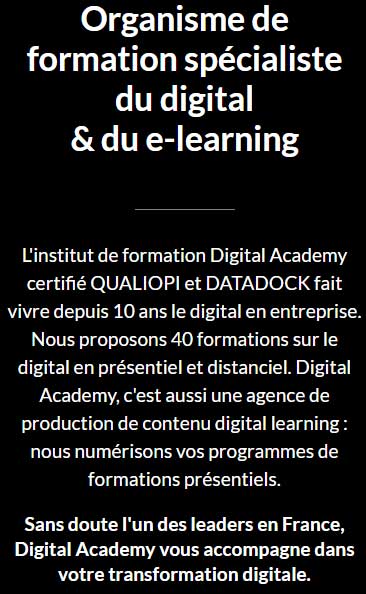 Organisme de
formation spécialiste
du digital
& du e-learning
L'institut de formation Digital Academy
certifié QUALIOPI et DATADOCK fait
vivre depuis 10 ans le digital en entreprise.
Nous proposons 40 formations sur le
digital en présentiel et distanciel. Digital
Academy, c'est aussi une agence de
production de contenu digital learning :
nous numérisons vos programmes de
formations présentiels.
Sans doute l'un des leaders en France,
Digital Academy vous accompagne dans
votre transformation digitale.